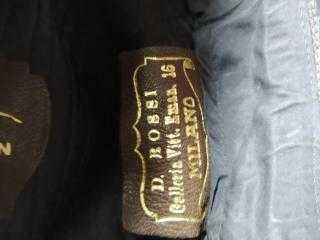 D. ROSSI
Galleria Vitt. Eman. 16
MILANO